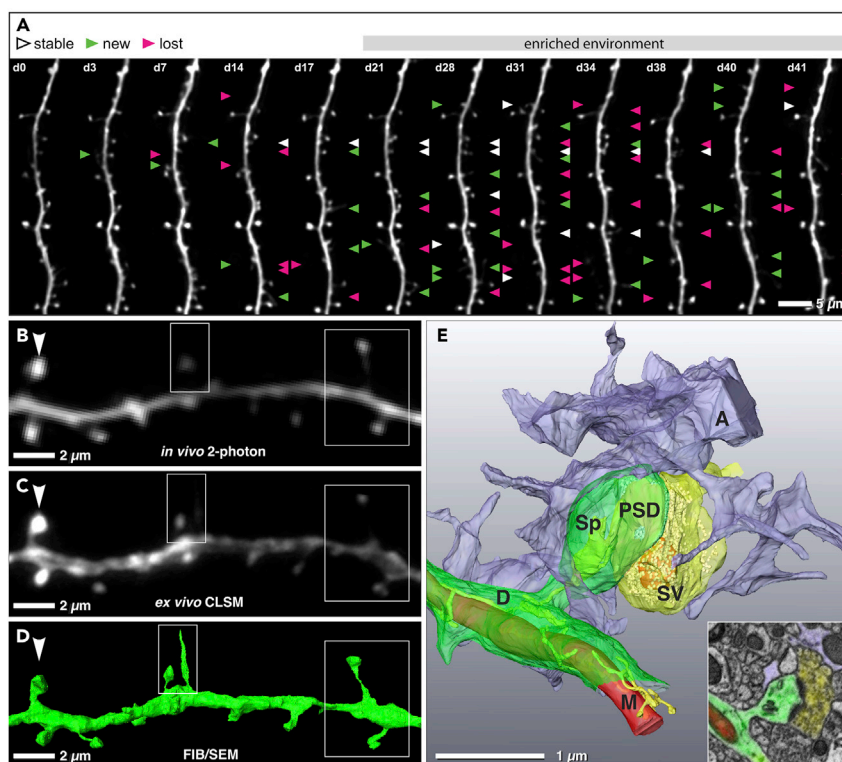 A
stable new lost
enriched environment
d0 d3 d7 d14 d17 d21 d28 d31 d34 d38 d40 d41
5 µm
B
2 µm
in vivo 2-photon
C
2 µm
ex vivo CLSM
D
2 µm
FIB/SEM
E
A
Sp
PSD
SV
D
M
1 µm